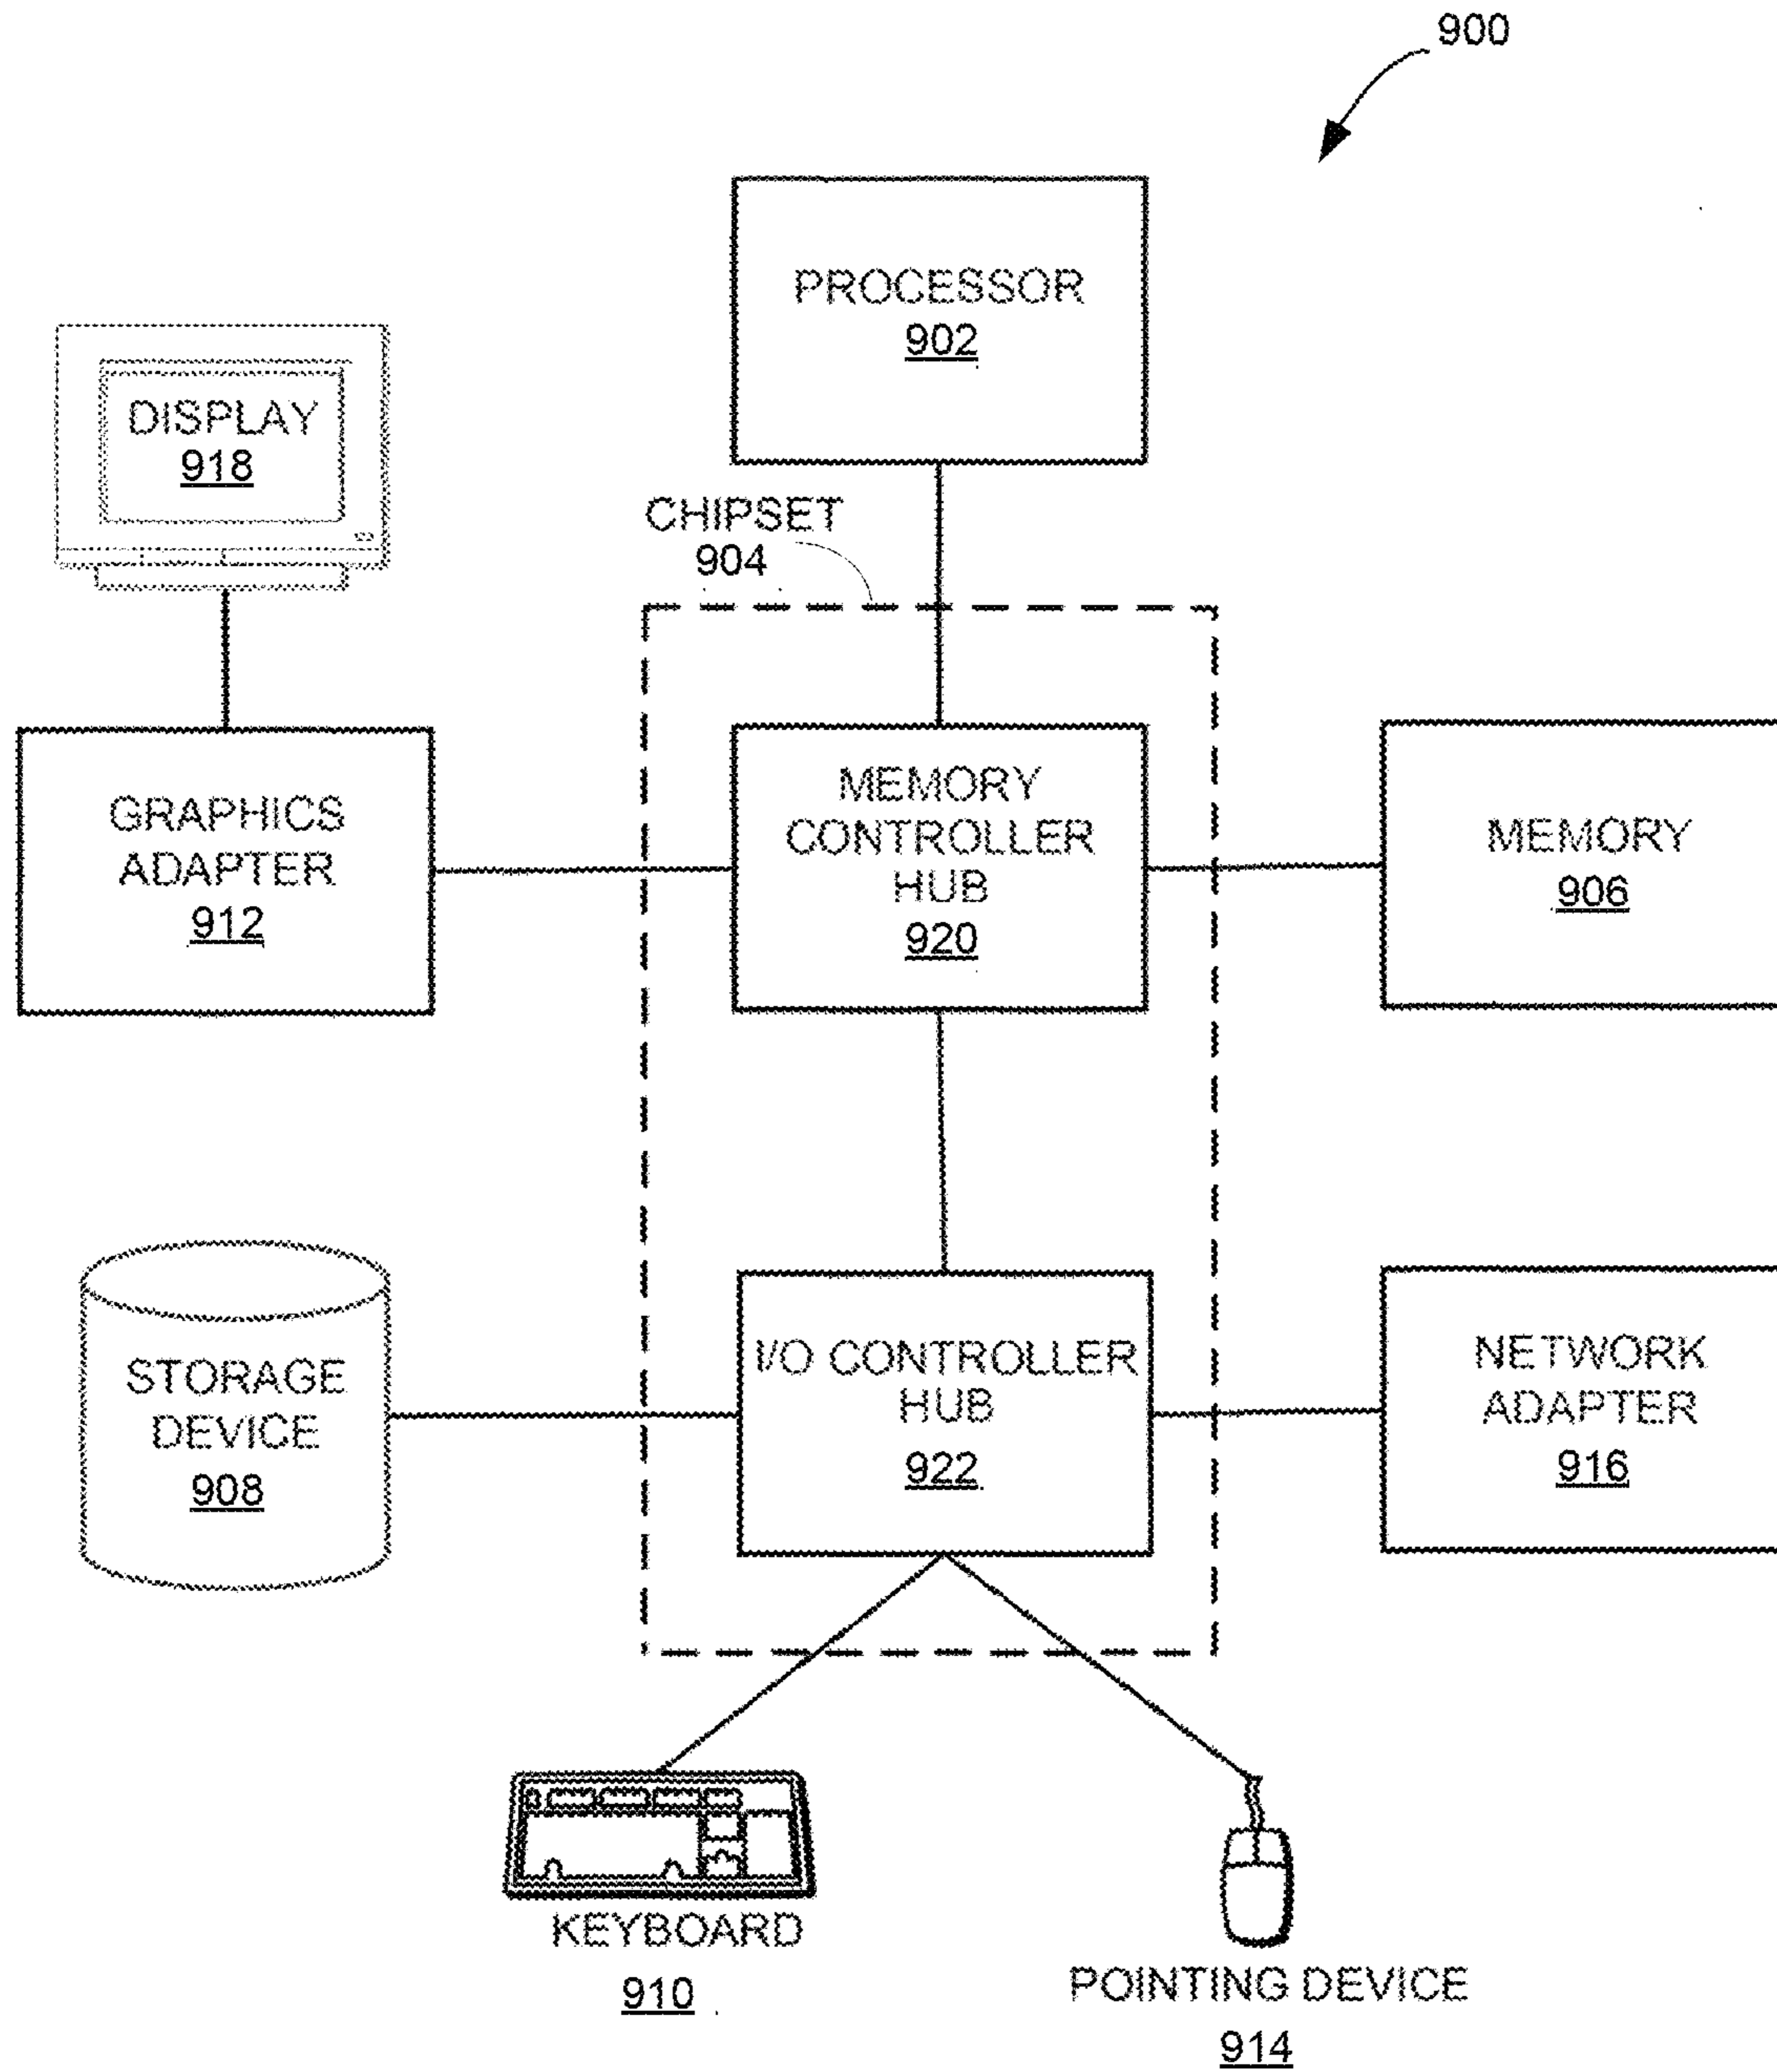 900
PROCESSOR
902
DISPLAY
918
CHIPSET
904
GRAPHICS
ADAPTER
912
MEMORY
CONTROLLER
HUB
920
MEMORY
906
STORAGE
DEVICE
908
I/O CONTROLLER
HUB
922
NETWORK
ADAPTER
916
KEYBOARD
910
POINTING DEVICE
914